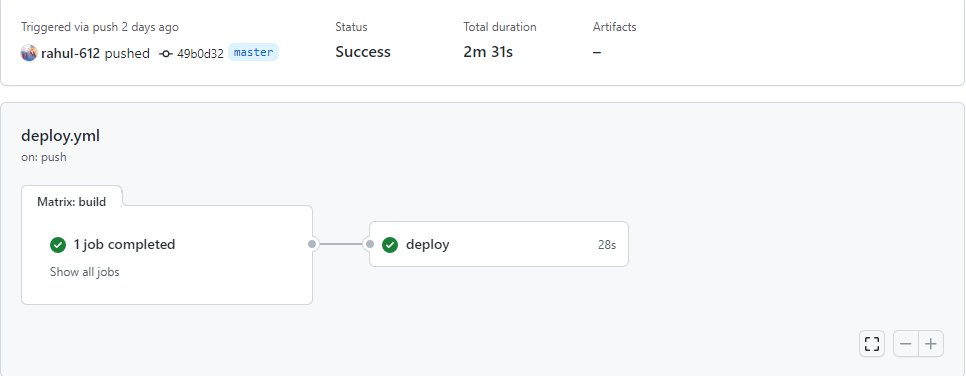 Triggered via push 2 days ago
rahul-612 pushed 49b0d32 master
Status
Success
Total duration
2m 31s
Artifacts
–
deploy.yml
on: push
Matrix: build
1 job completed
Show all jobs
deploy 28s